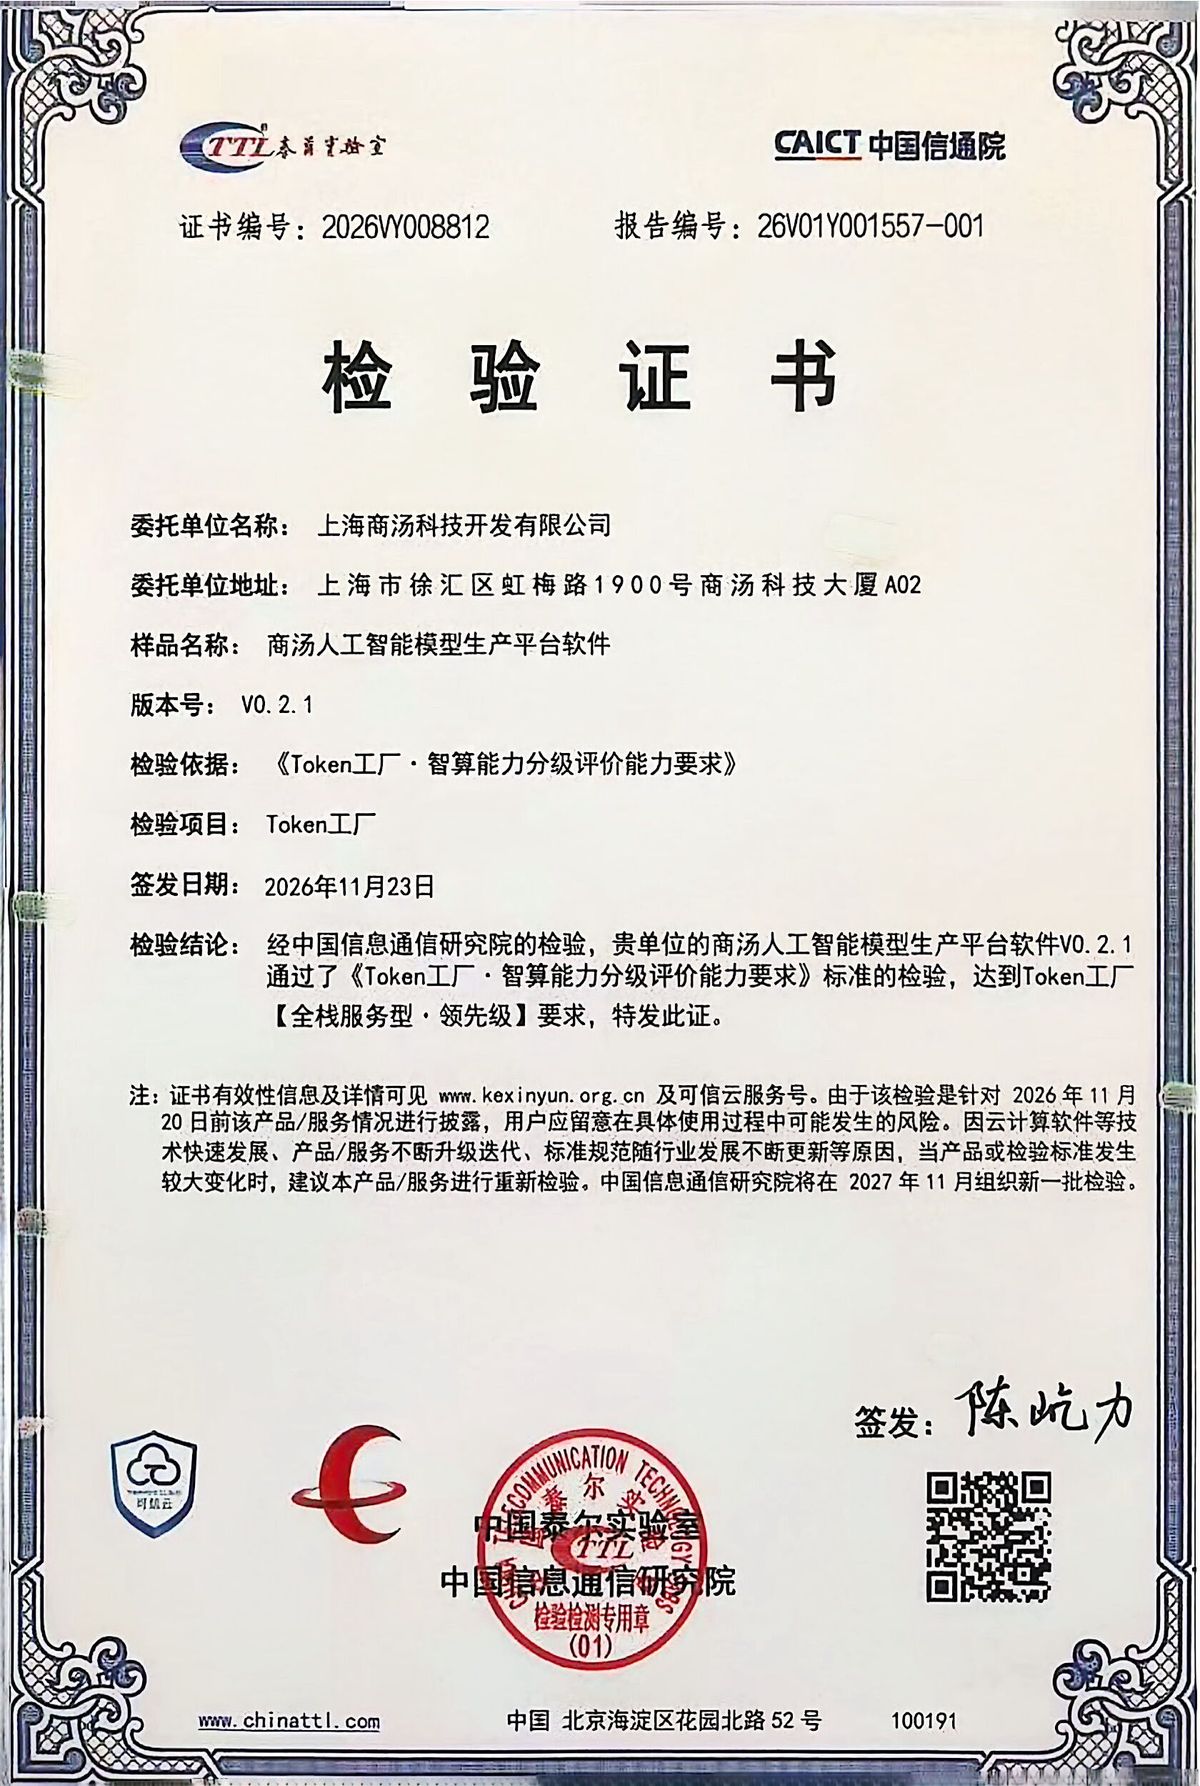 TTL泰尔实验室
CAICT 中国信通院
证书编号：2026VY008812
报告编号：26V01Y001557-001
检验证书
委托单位名称：上海商汤科技开发有限公司
委托单位地址：上海市徐汇区虹梅路1900号商汤科技大厦A02
样品名称：商汤人工智能模型生产平台软件
版本号：V0.2.1
检验依据：《Token工厂·智算能力分级评价能力要求》
检验项目：Token工厂
签发日期：2026年11月23日
检验结论：经中国信息通信研究院的检验，贵单位的商汤人工智能模型生产平台软件V0.2.1
通过了《Token工厂·智算能力分级评价能力要求》标准的检验，达到Token工厂
【全栈服务型·领先级】要求，特发此证。
注：证书有效性信息及详情可见 www.kexinyun.org.cn 及可信云服务号。由于该检验是针对 2026 年 11 月
20 日前该产品/服务情况进行披露，用户应留意在具体使用过程中可能发生的风险。因云计算软件等技
术快速发展、产品/服务不断升级迭代、标准规范随行业发展不断更新等原因，当产品或检验标准发生
较大变化时，建议本产品/服务进行重新检验。中国信息通信研究院将在 2027 年 11 月组织新一批检验。
签发：陈屹力
可信云
CHINA TELECOMMUNICATION TECHNOLOGY LABS
中国泰尔实验室
TTL
中国泰尔实验室
中国信息通信研究院
检验检测专用章
(01)
www.chinattl.com
中国 北京海淀区花园北路 52 号
100191